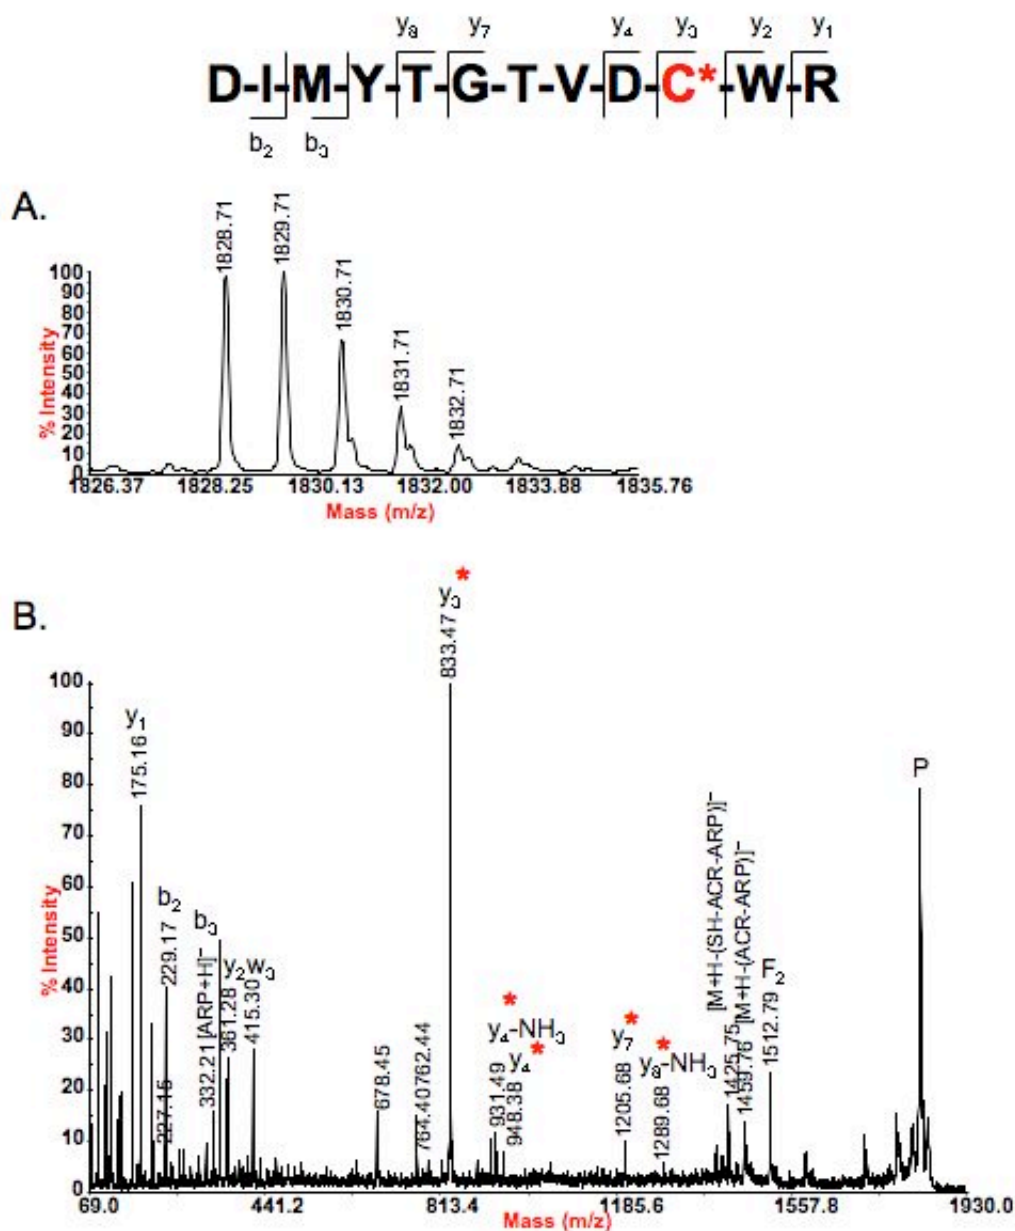 y₈ y₇ y₄ y₃ y₂ y₁
D-I-M-Y-T-G-T-V-D-C*-W-R
b₂ b₃
A.
1828.71
1829.71
1830.71
1831.71
1832.71
100
90
80
70
60
50
40
30
20
10
0
% Intensity
1826.37 1828.25 1830.13 1832.00 1833.88 1835.76
Mass (m/z)
B.
100
90
80
70
60
50
40
30
20
10
0
% Intensity
y₁
175.16
b₂
229.17
227.15
b₃
332.21 [ARP+H]⁻
y₂
361.28
w₃
415.30
678.45
764.40
762.44
y₃*
833.47
*
y₄-NH₃
931.49
y₄*
948.38
y₇*
1205.68
*
y₈-NH₃
1289.68
[M+H-(SH-ACR-ARP)]⁻
1425.75
1459.76 [M+H-(ACR-ARP)]⁻
F₂
1512.79
P
69.0 441.2 813.4 1185.6 1557.8 1930.0
Mass (m/z)